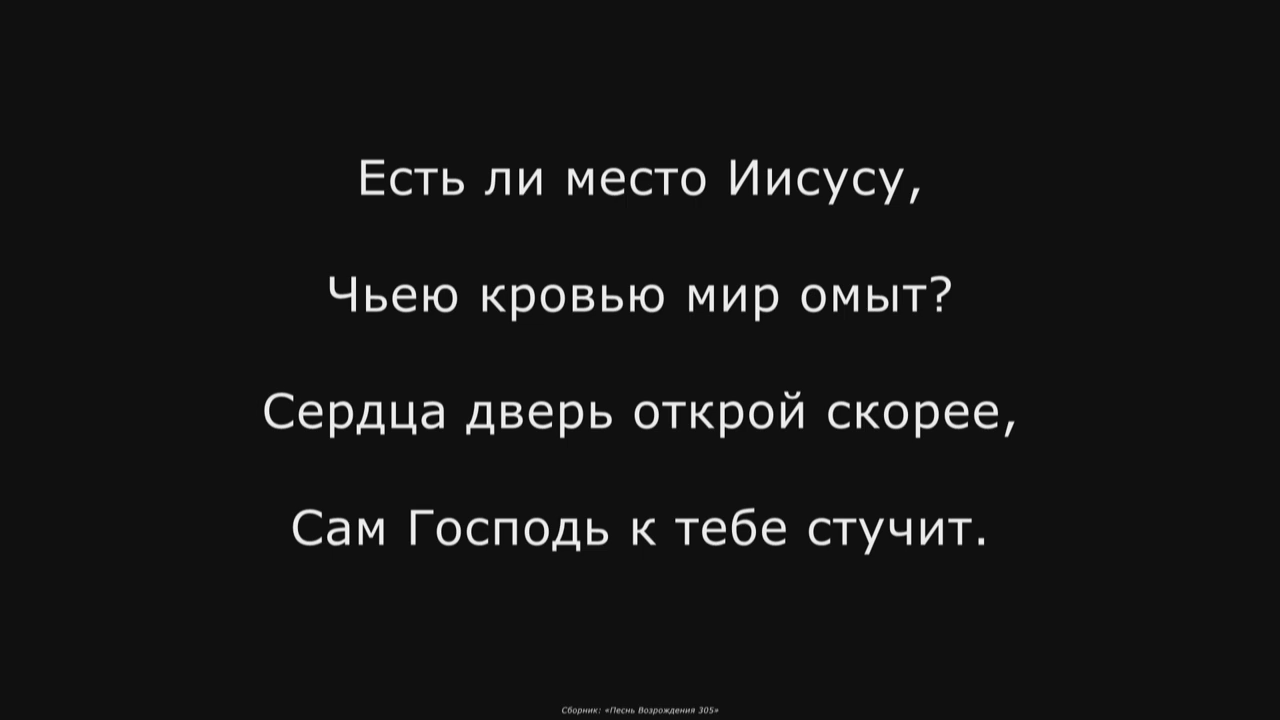 Есть ли место Иисусу,
Чьею кровью мир омыт?
Сердца дверь открой скорее,
Сам Господь к тебе стучит.
Сборник: «Песнь Возрождения 305»